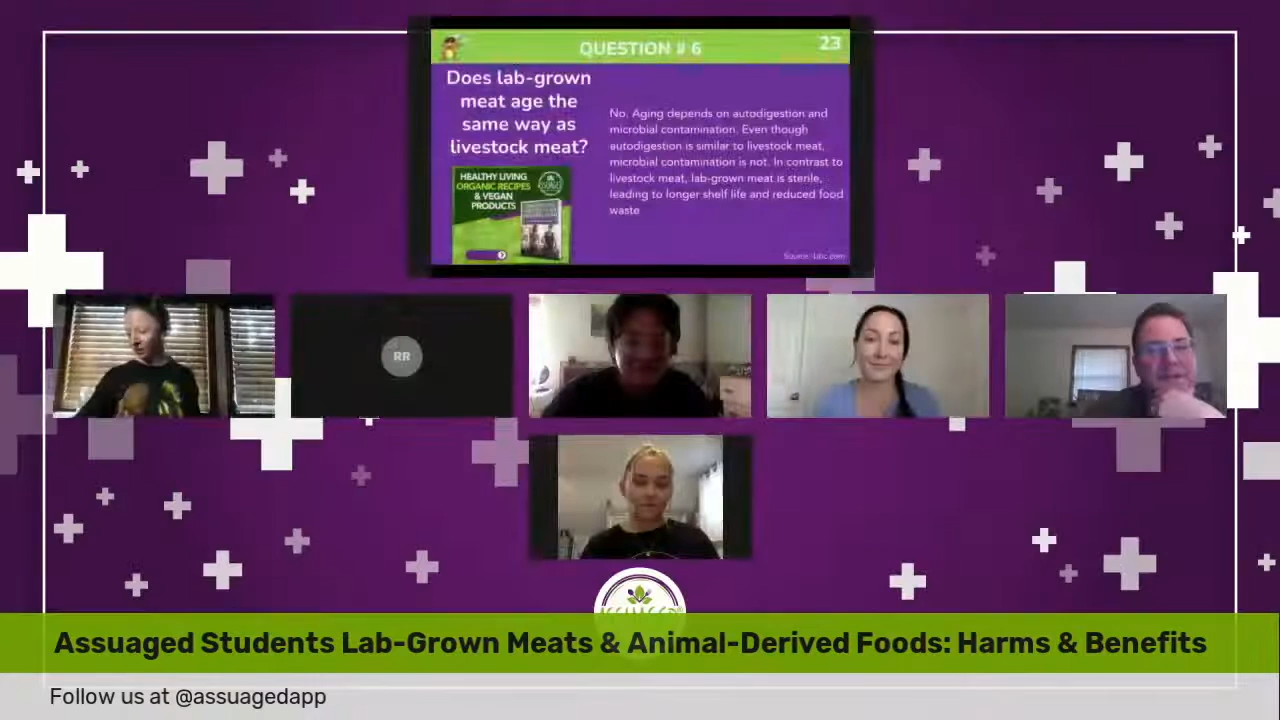 QUESTION # 6
23
Does lab-grown
meat age the
same way as
livestock meat?
No. Aging depends on autodigestion and
microbial contamination. Even though
autodigestion is similar to livestock meat,
microbial contamination is not. In contrast to
livestock meat, lab-grown meat is sterile,
leading to longer shelf life and reduced food
waste
HEALTHY LIVING
ORGANIC RECIPES
& VEGAN
PRODUCTS
RR
Assuaged Students Lab-Grown Meats & Animal-Derived Foods: Harms & Benefits
Follow us at @assuagedapp